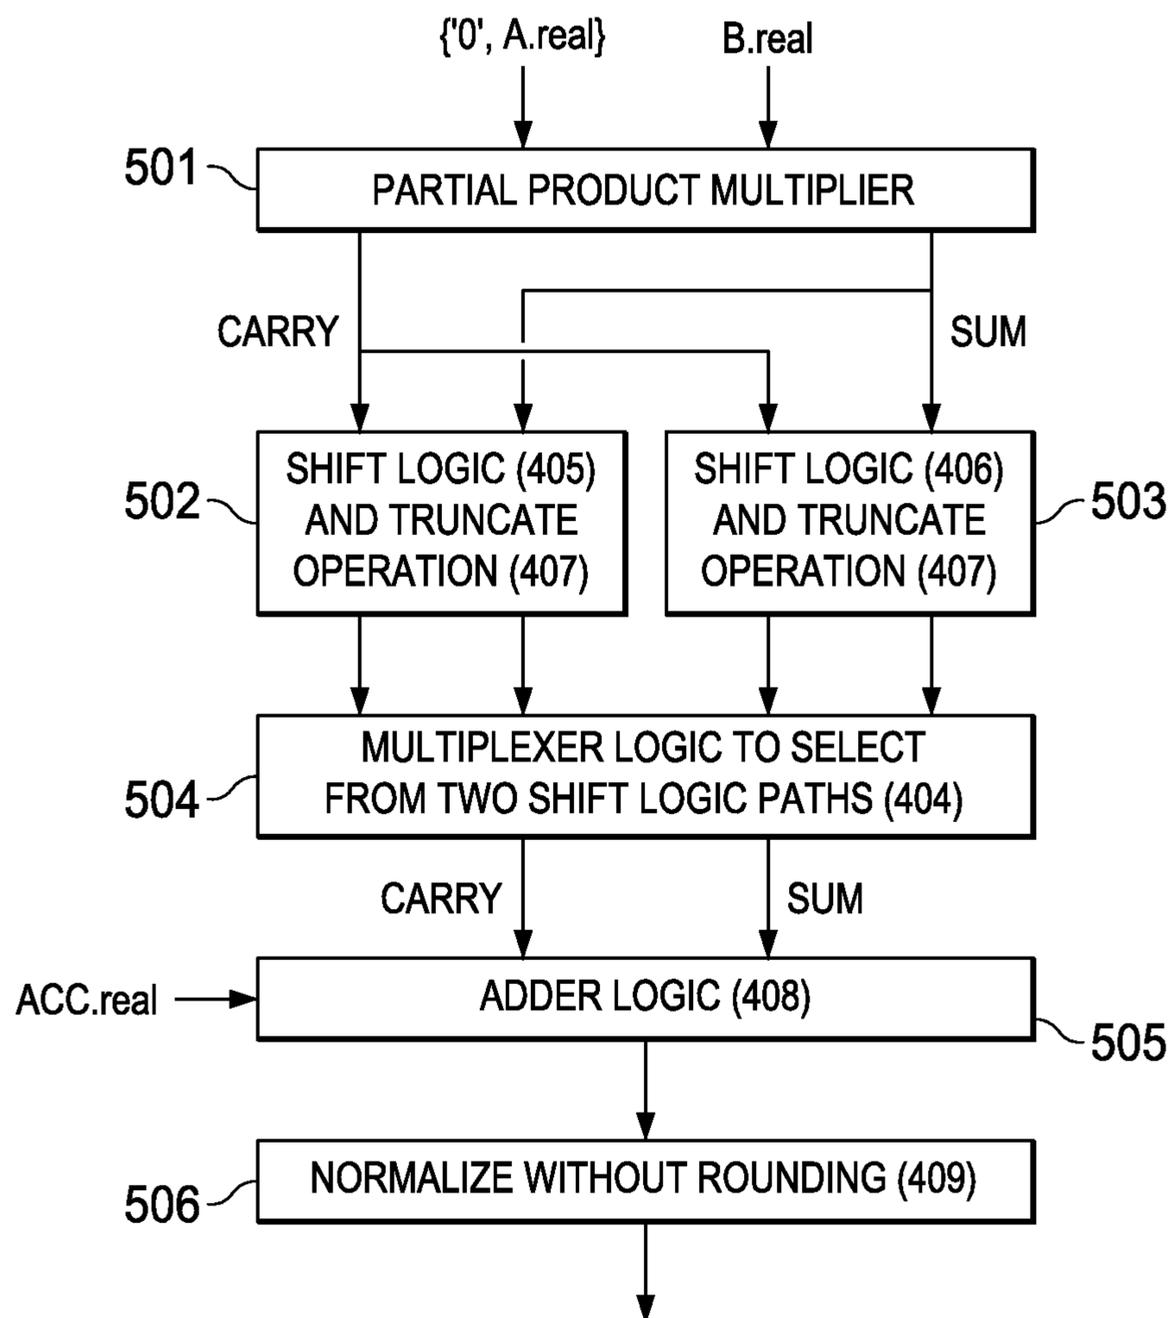 {'0', A.real}
B.real
501
PARTIAL PRODUCT MULTIPLIER
CARRY
SUM
502
SHIFT LOGIC (405)
AND TRUNCATE
OPERATION (407)
SHIFT LOGIC (406)
AND TRUNCATE
OPERATION (407)
503
504
MULTIPLEXER LOGIC TO SELECT
FROM TWO SHIFT LOGIC PATHS (404)
CARRY
SUM
ACC.real
ADDER LOGIC (408)
505
506
NORMALIZE WITHOUT ROUNDING (409)